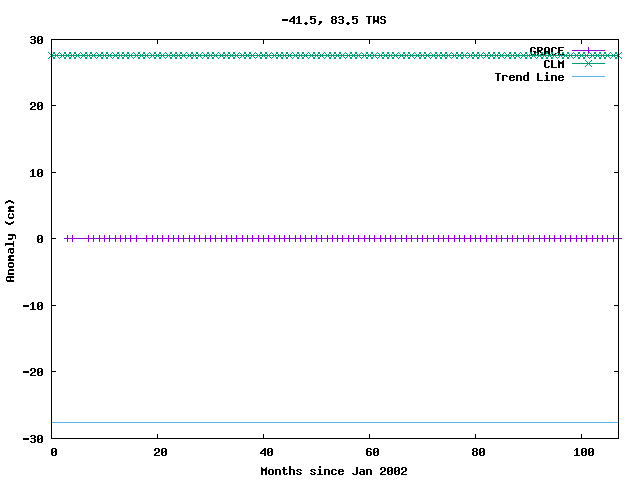 -41.5, 83.5 TWS
30
20
10
0
-10
-20
-30
Anomaly (cm)
GRACE
CLM
Trend Line
0 20 40 60 80 100
Months since Jan 2002